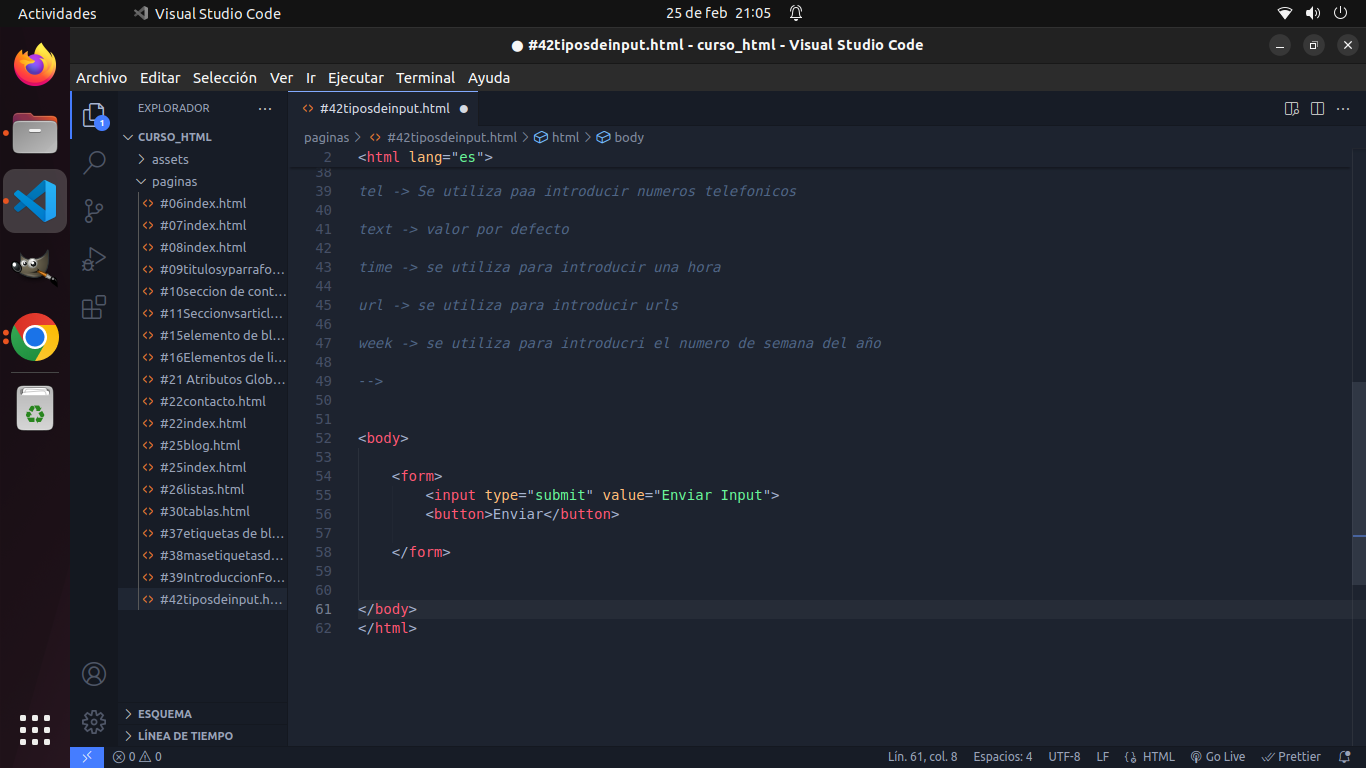 Actividades Visual Studio Code 25 de feb 21:05
#42tiposdeinput.html - curso_html - Visual Studio Code
Archivo Editar Selección Ver Ir Ejecutar Terminal Ayuda
EXPLORADOR
CURSO_HTML
assets
paginas
#06index.html
#07index.html
#08index.html
#09titulosyparrafo...
#10seccion de cont...
#11Seccionvsarticl...
#15elemento de bl...
#16Elementos de li...
#21 Atributos Glob...
#22contacto.html
#22index.html
#25blog.html
#25index.html
#26listas.html
#30tablas.html
#37etiquetas de bl...
#38masetiquetasd...
#39IntroduccionFo...
#42tiposdeinput.h...
ESQUEMA
LÍNEA DE TIEMPO
1
#42tiposdeinput.html
paginas > #42tiposdeinput.html > html > body
2 <html lang="es">
38
39 tel -> Se utiliza paa introducir numeros telefonicos
40
41 text -> valor por defecto
42
43 time -> se utiliza para introducir una hora
44
45 url -> se utiliza para introducir urls
46
47 week -> se utiliza para introducri el numero de semana del año
48
49 -->
50
51
52 <body>
53
54 <form>
55 <input type="submit" value="Enviar Input">
56 <button>Enviar</button>
57
58 </form>
59
60
61 </body>
62 </html>
0 0 Lín. 61, col. 8 Espacios: 4 UTF-8 LF HTML Go Live Prettier